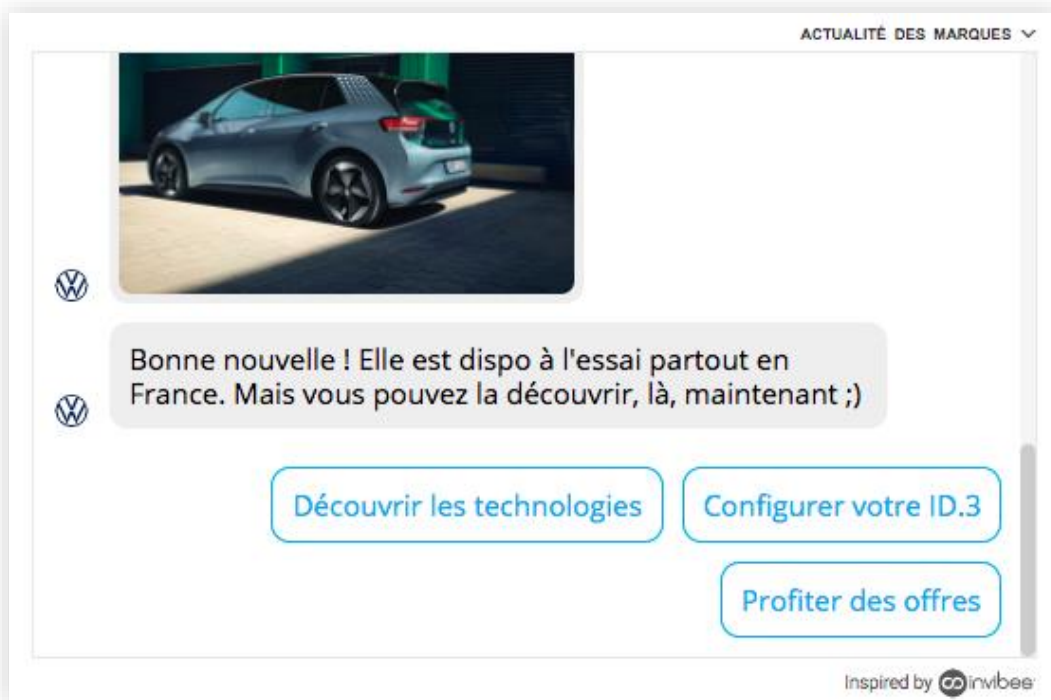 ACTUALITÉ DES MARQUES
Bonne nouvelle ! Elle est dispo à l'essai partout en
France. Mais vous pouvez la découvrir, là, maintenant ;)
Découvrir les technologies
Configurer votre ID.3
Profiter des offres
Inspired by invibes